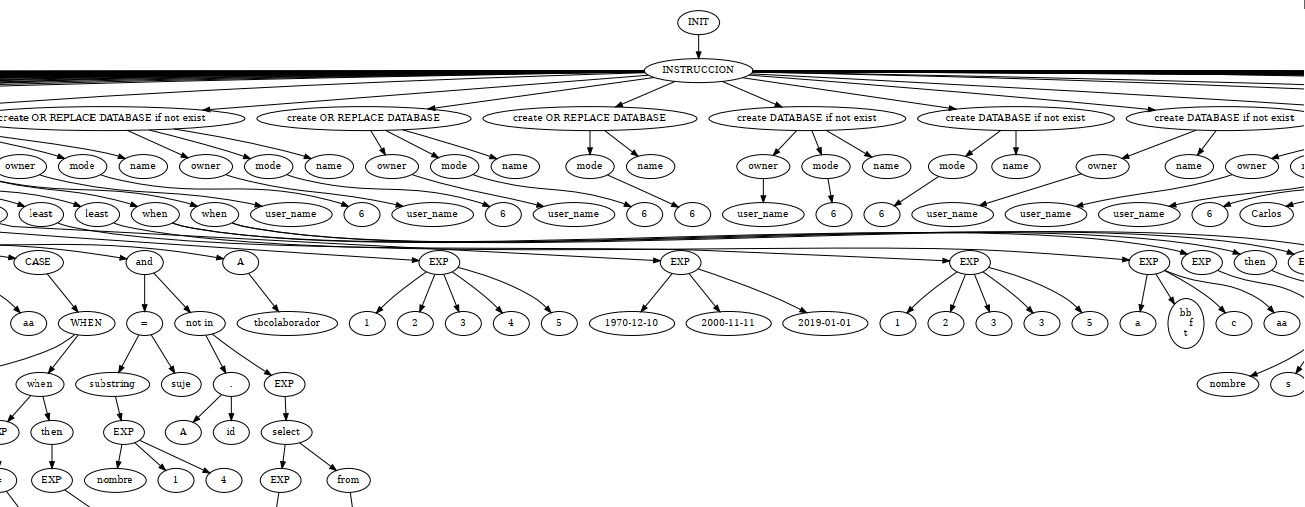 INIT
INSTRUCCION
create OR REPLACE DATABASE if not exist
create OR REPLACE DATABASE
create OR REPLACE DATABASE
create DATABASE if not exist
create DATABASE if not exist
create DATABASE if not exist
owner
mode
name
owner
mode
name
owner
mode
name
mode
name
owner
mode
name
mode
name
owner
name
owner
least
least
when
when
user_name
6
user_name
6
user_name
6
6
user_name
6
6
user_name
user_name
user_name
6
Carlos
CASE
and
A
EXP
EXP
EXP
EXP
EXP
then
aa
WHEN
=
not in
tbcolaborador
1
2
3
4
5
1970-12-10
2000-11-11
2019-01-01
1
2
3
3
5
a
bb
f
t
c
aa
when
substring
suje
.
EXP
nombre
s
then
EXP
A
id
select
EXP
nombre
1
4
EXP
from